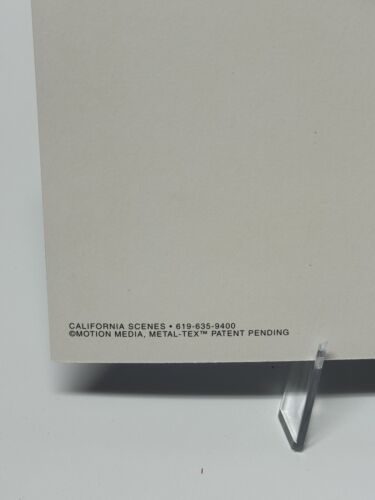 CALIFORNIA SCENES • 619-635-9400
©MOTION MEDIA, METAL-TEX™ PATENT PENDING